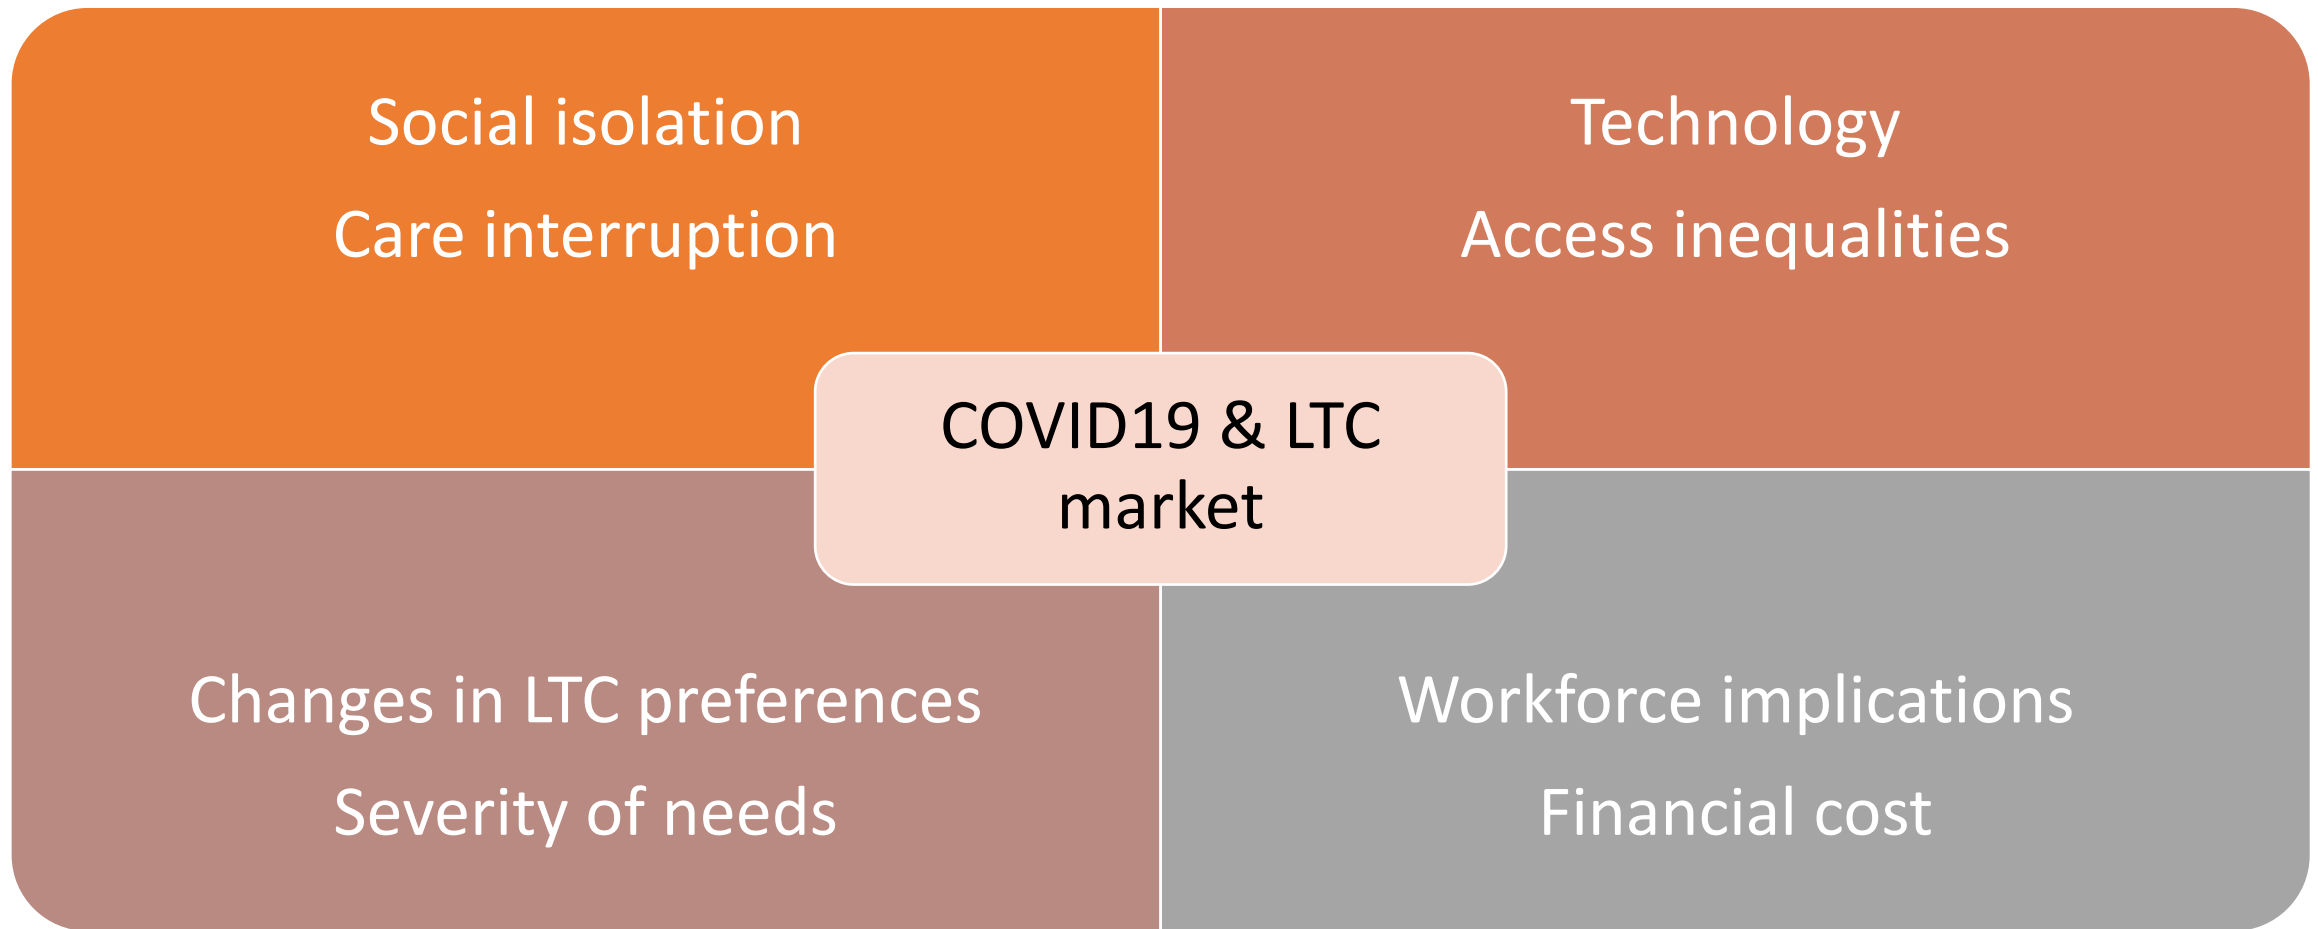 Social isolation
Care interruption
Technology
Access inequalities
COVID19 & LTC
market
Changes in LTC preferences
Severity of needs
Workforce implications
Financial cost